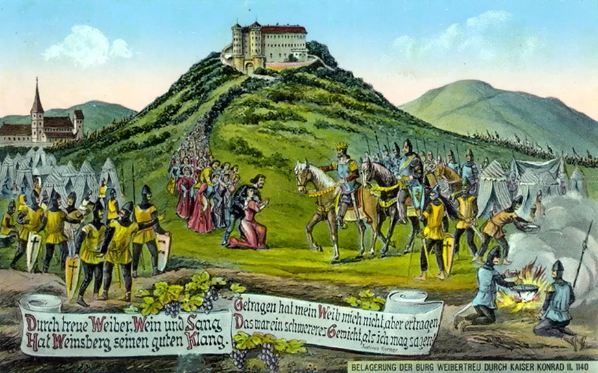 Durch treue Weiber, Wein und Sang
Hat Weinsberg seinen guten Klang.
Getragen hat mein Weib mich nicht, aber ertragen
Das war ein schwereres Gewicht, als ich mag sagen.
BELAGERUNG DER BURG WEIBERTREU DURCH KAISER KONRAD II. 1140